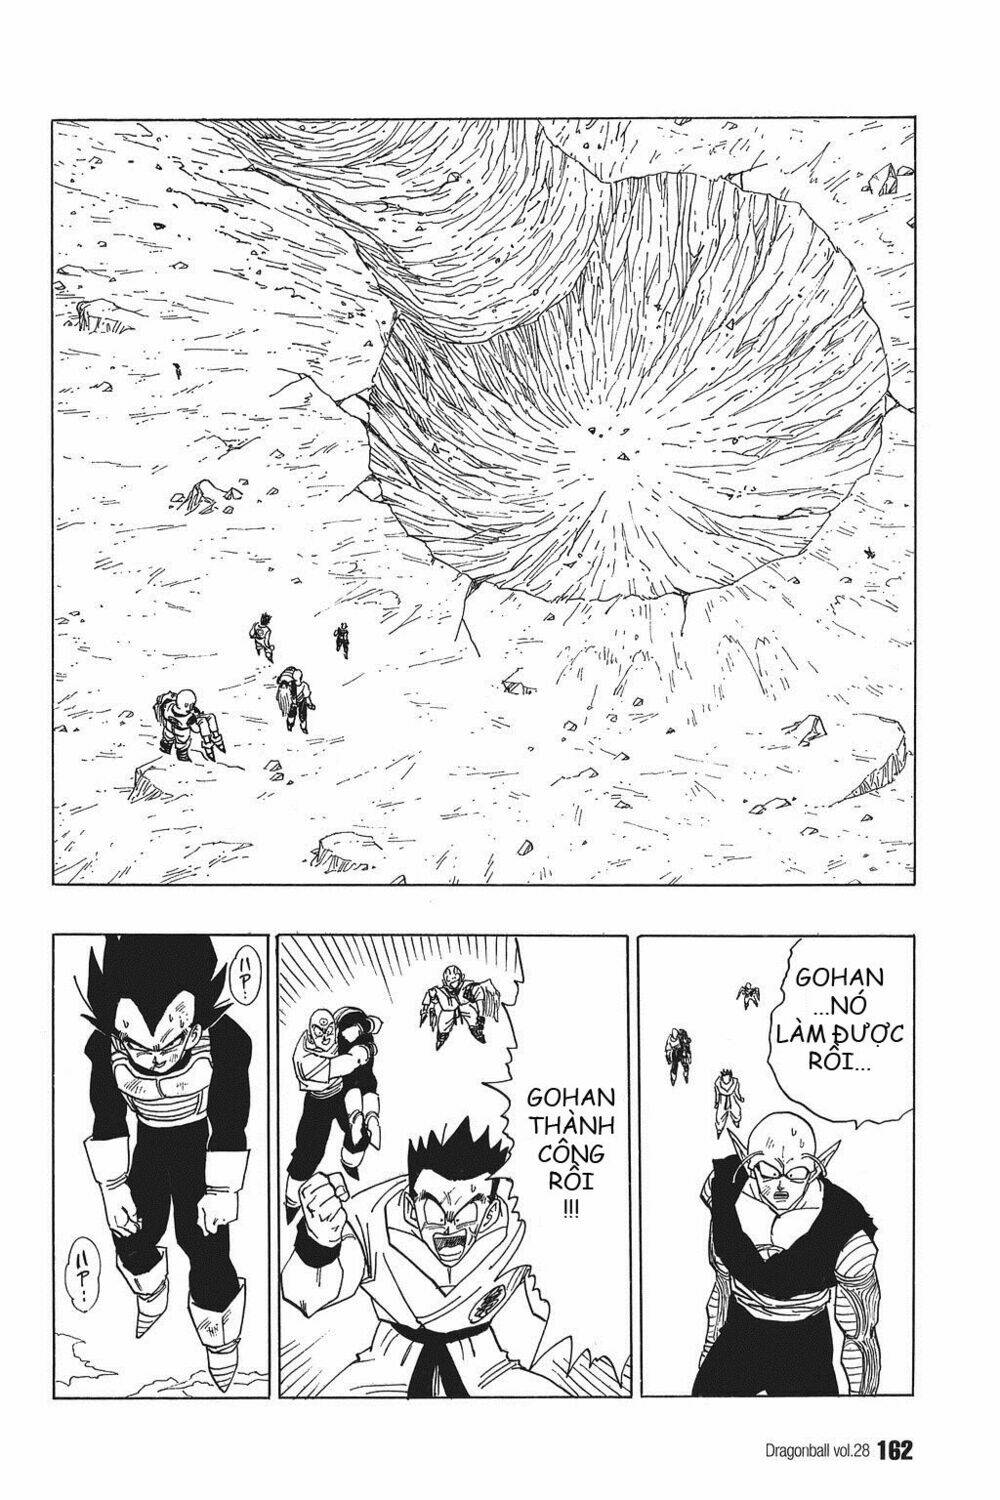 GOHAN
...NÓ
LÀM ĐƯỢC
RỒI...
GOHAN
THÀNH
CÔNG
RỒI
!!!
ハァ…
ハァ…
Dragonball vol.28 162